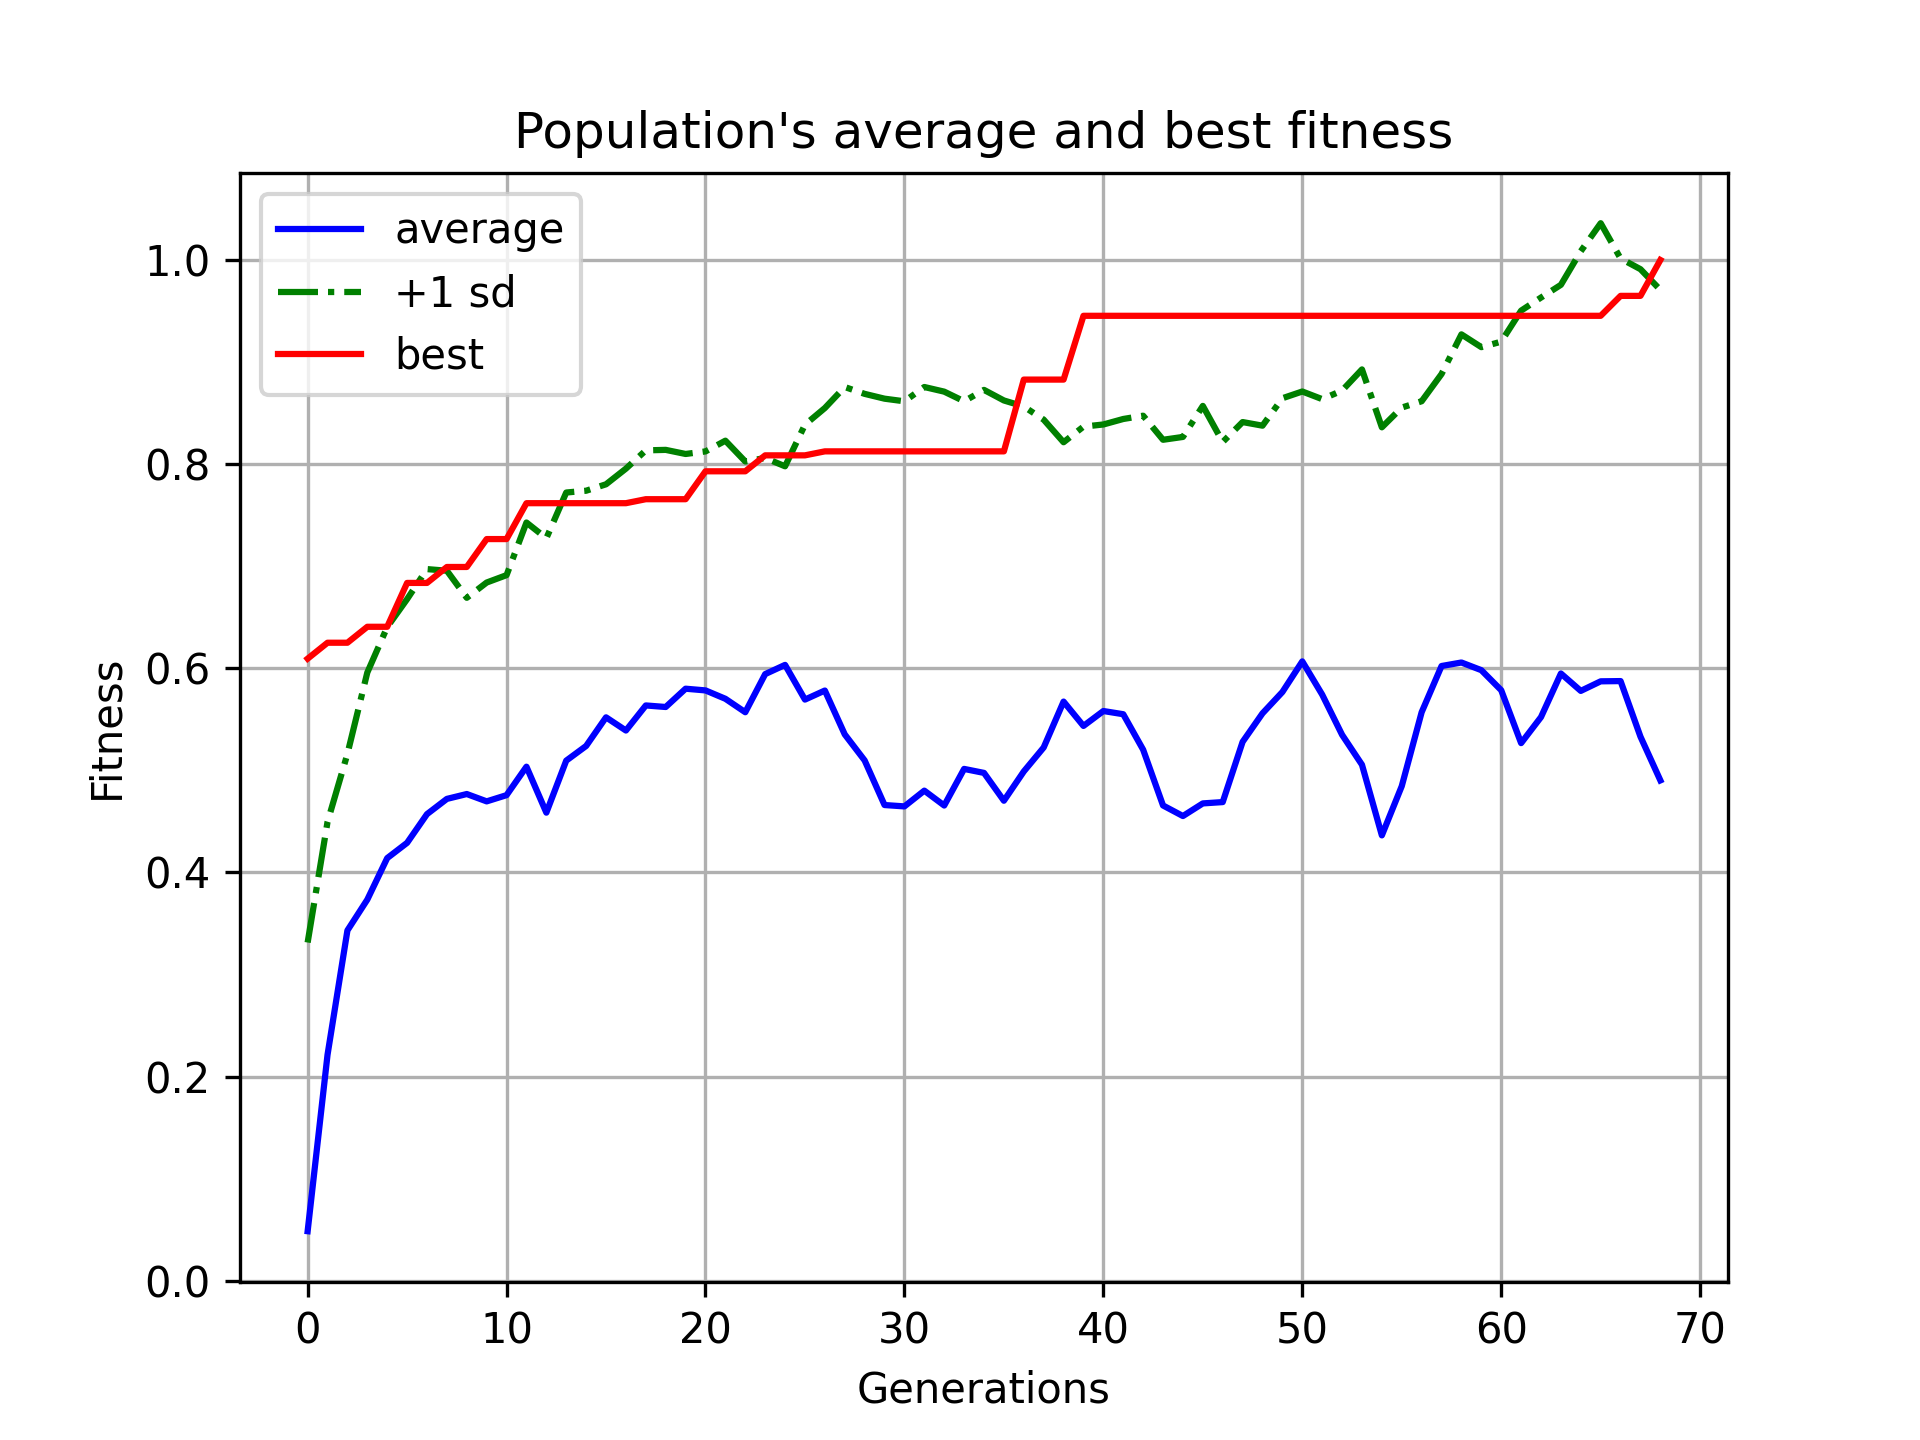 Population's average and best fitness
average
+1 sd
best
1.0
0.8
0.6
0.4
0.2
0.0
Fitness
0 10 20 30 40 50 60 70
Generations